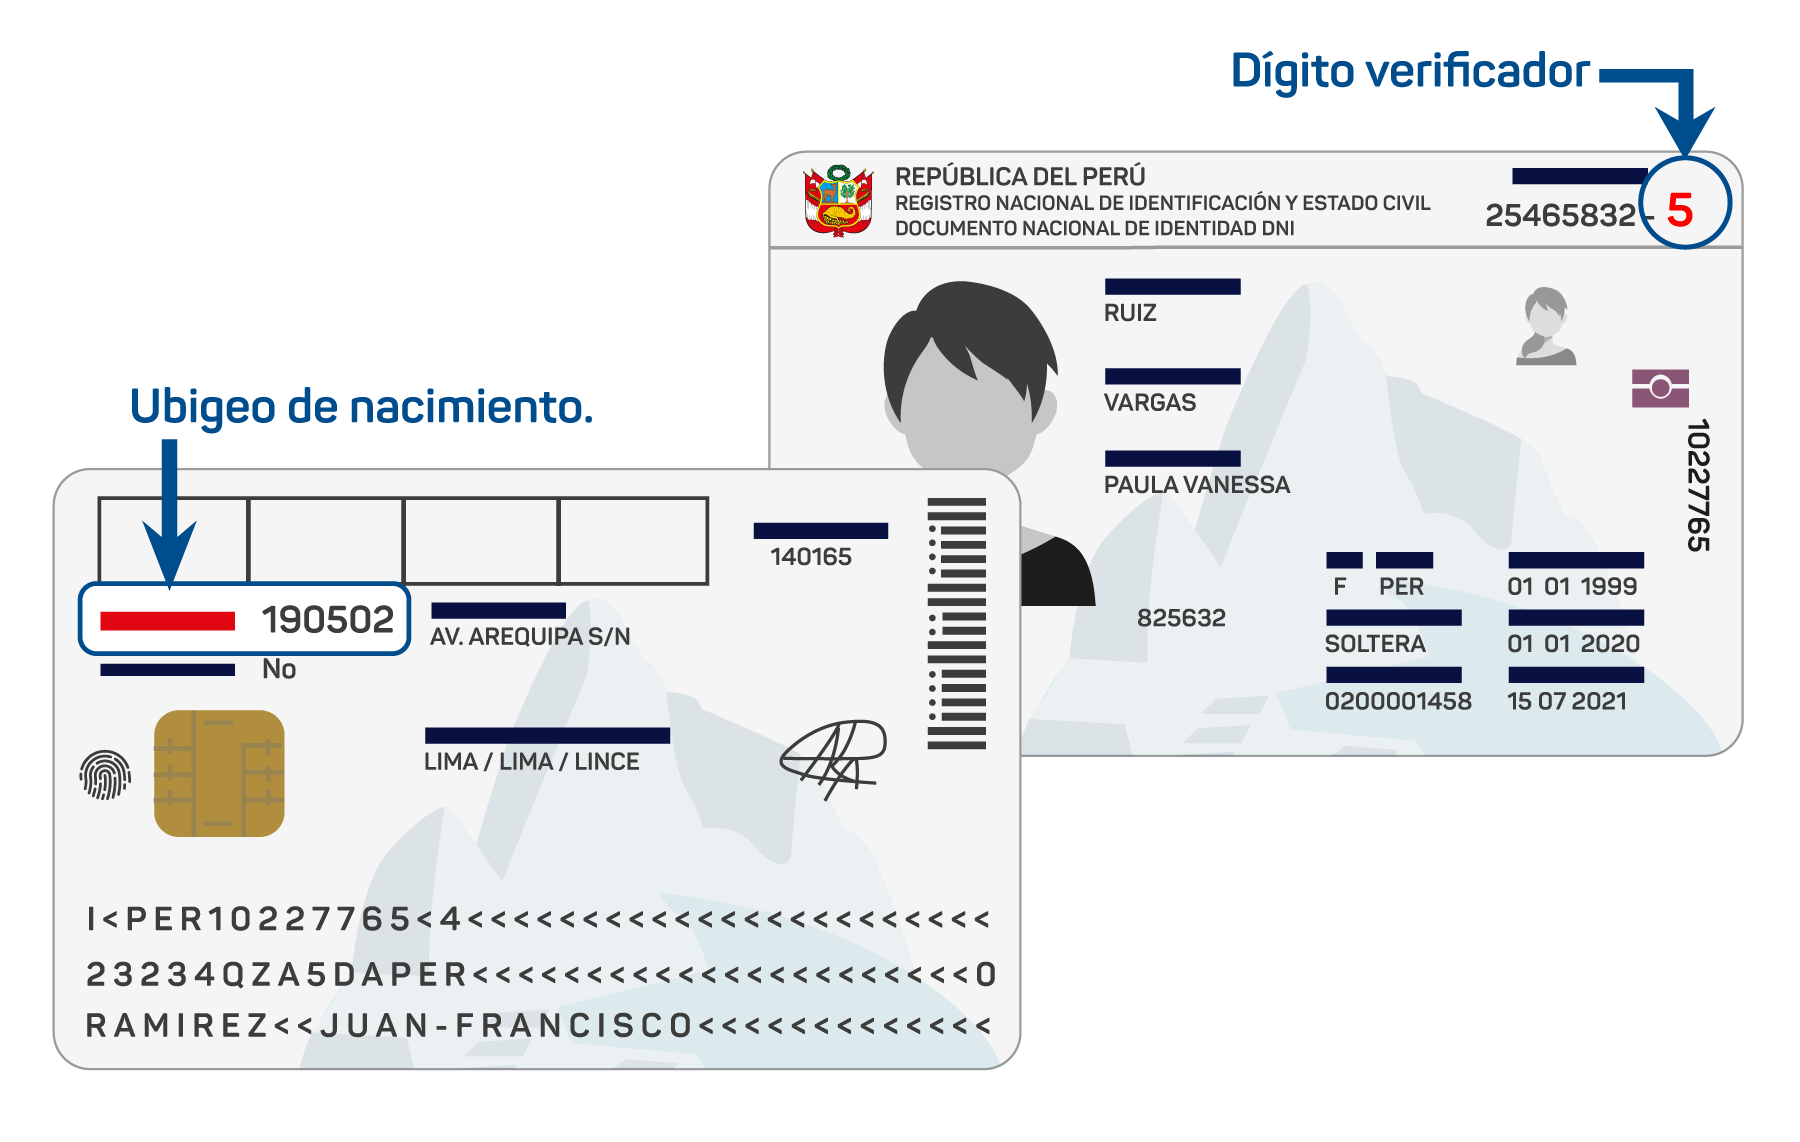 Dígito verificador
REPÚBLICA DEL PERÚ
REGISTRO NACIONAL DE IDENTIFICACIÓN Y ESTADO CIVIL
DOCUMENTO NACIONAL DE IDENTIDAD DNI
25465832 - 5
RUIZ
VARGAS
PAULA VANESSA
10227765
F PER 01 01 1999
825632
SOLTERA 01 01 2020
0200001458 15 07 2021
Ubigeo de nacimiento.
140165
190502
AV. AREQUIPA S/N
No
LIMA / LIMA / LINCE
I<PER10227765<4<<<<<<<<<<<<<<<<<<<<<<<
23234QZA5DAPER<<<<<<<<<<<<<<<<<<<<<<0
RAMIREZ<<JUAN-FRANCISCO<<<<<<<<<<<<<